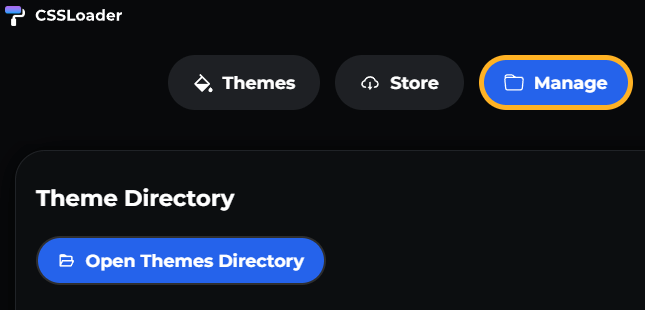 CSSLoader
Themes
Store
Manage
Theme Directory
Open Themes Directory